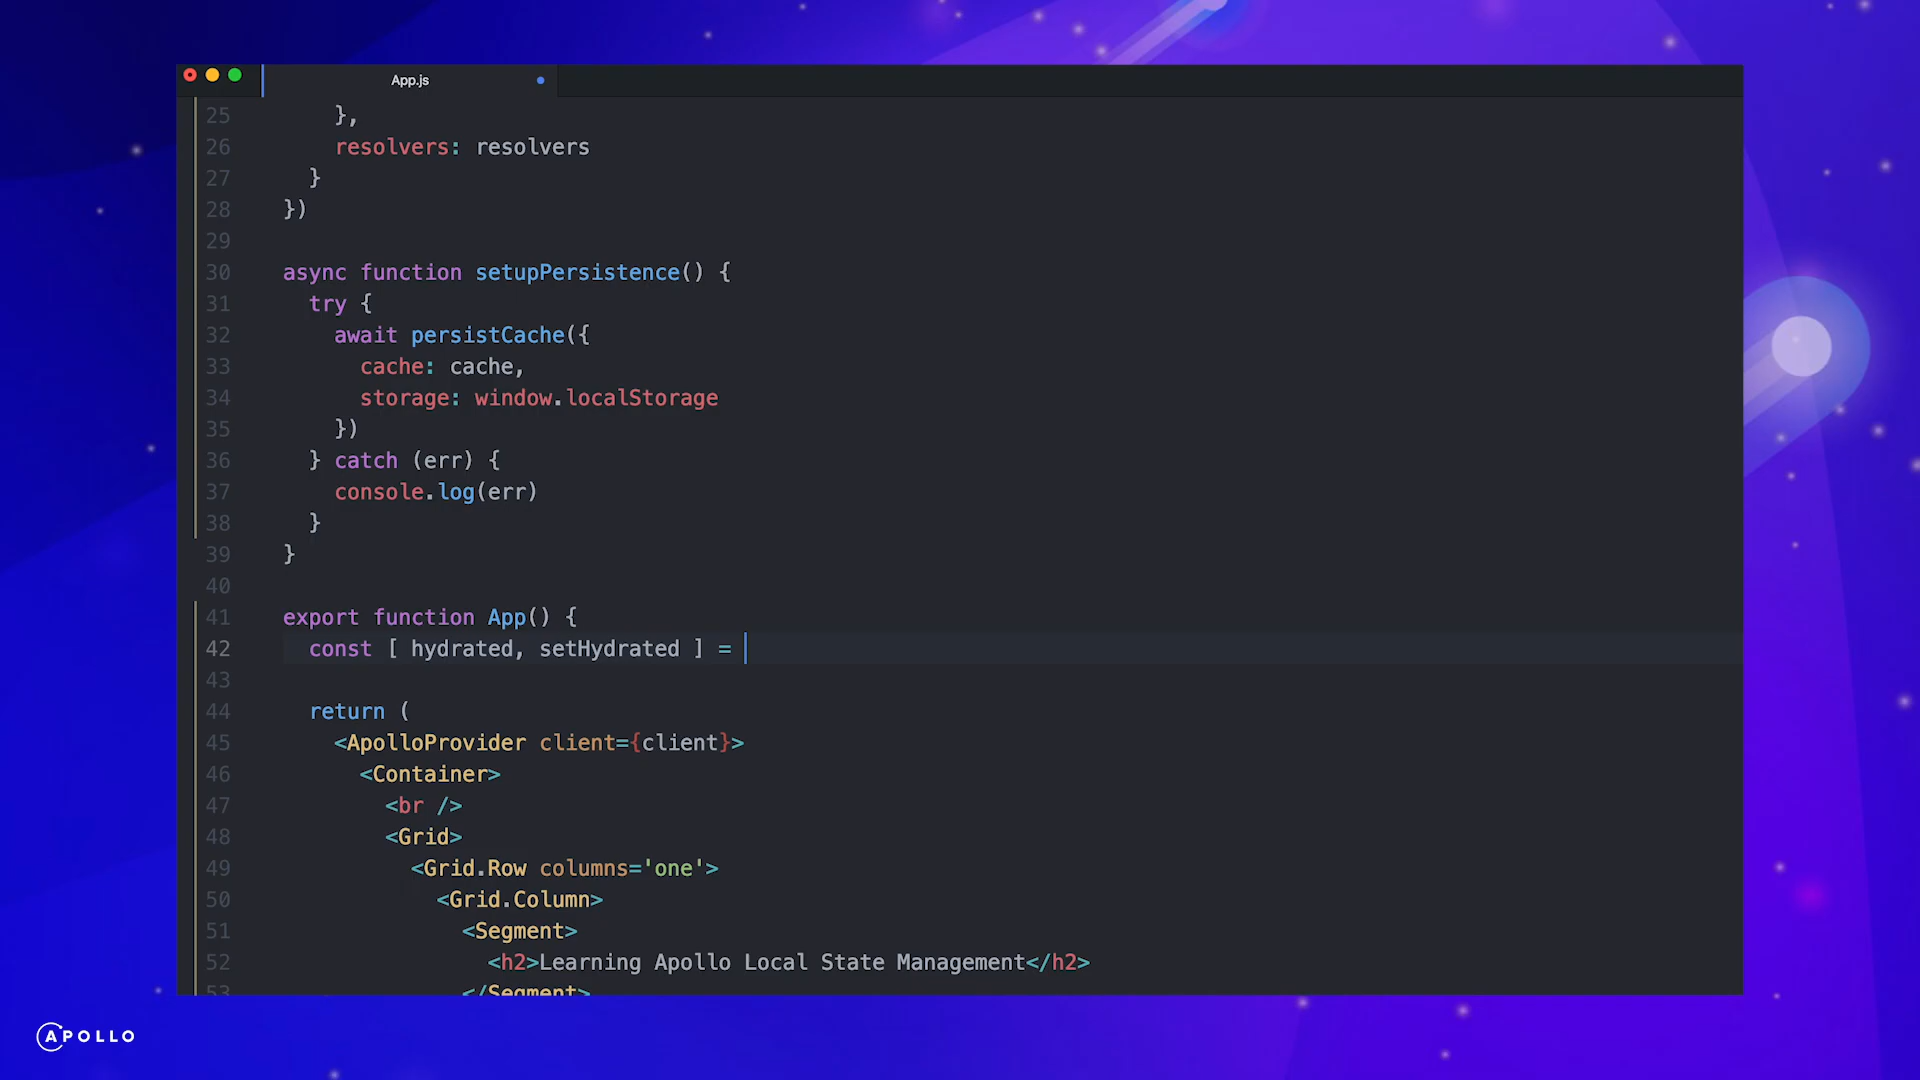 App.js
25 },
26 resolvers: resolvers
27 }
28 })
29
30 async function setupPersistence() {
31 try {
32 await persistCache({
33 cache: cache,
34 storage: window.localStorage
35 })
36 } catch (err) {
37 console.log(err)
38 }
39 }
40
41 export function App() {
42 const [ hydrated, setHydrated ] =
43
44 return (
45 <ApolloProvider client={client}>
46 <Container>
47 <br />
48 <Grid>
49 <Grid.Row columns='one'>
50 <Grid.Column>
51 <Segment>
52 <h2>Learning Apollo Local State Management</h2>
53 </Segment>
APOLLO